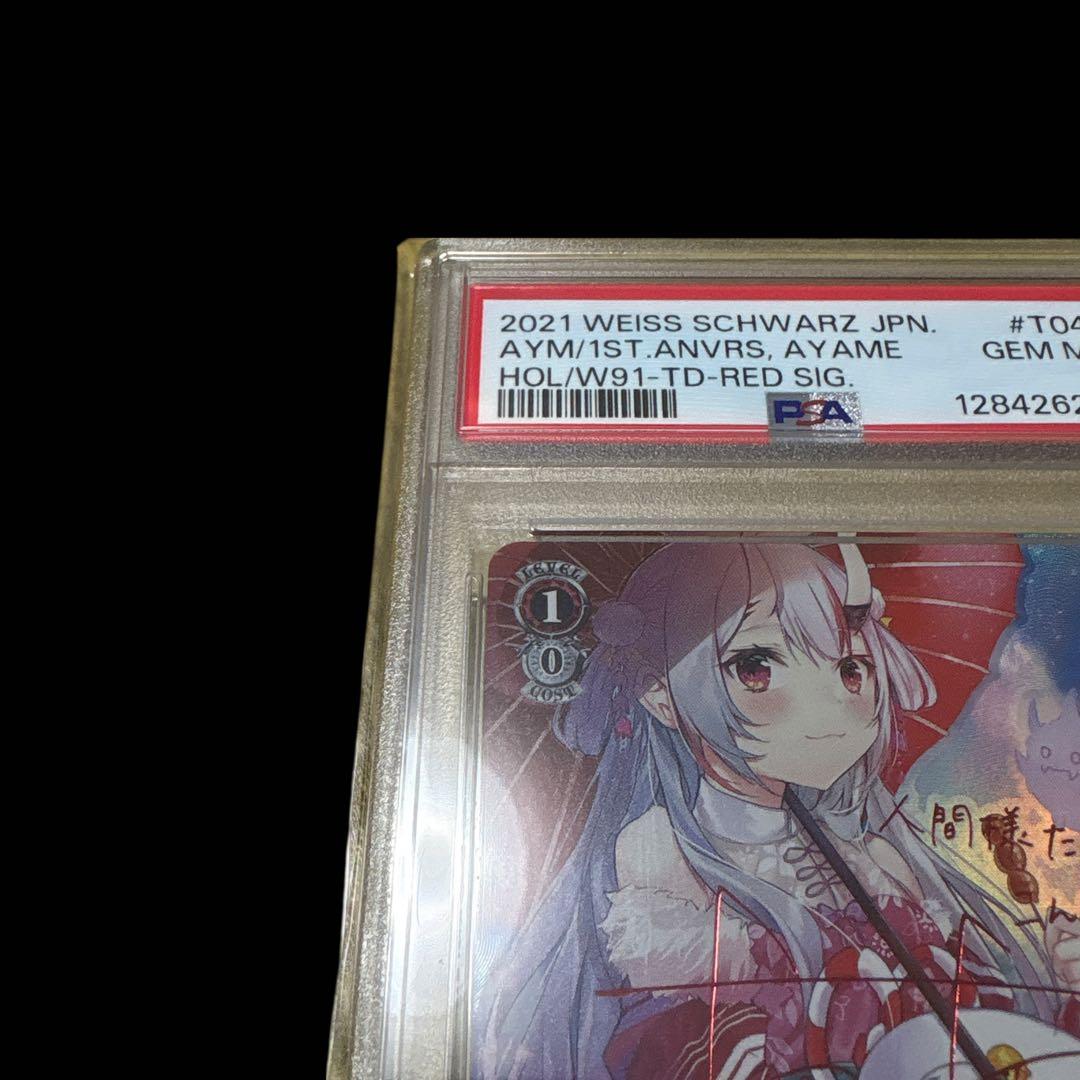 2021 WEISS SCHWARZ JPN. #T04
AYM/1ST.ANVRS, AYAME GEM M
HOL/W91-TD-RED SIG.
PSA 1284262
LEVEL
1
0
COST
人間様た
ん